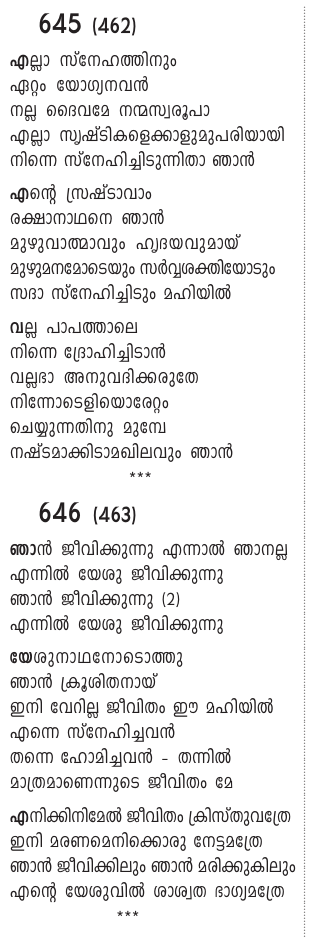 645 (462)
എല്ലാ സ്നേഹത്തിനും
ഏറ്റം യോഗ്യനവൻ
നല്ല ദൈവമേ നന്മസ്വരൂപാ
എല്ലാ സൃഷ്ടികളെക്കാളുമുപരിയായി
നിന്നെ സ്നേഹിച്ചിടുന്നിതാ ഞാൻ
എന്റെ സ്രഷ്ടാവാം
രക്ഷാനാഥനെ ഞാൻ
മുഴുവാത്മാവും ഹൃദയവുമായ്
മുഴുമനമോടെയും സർവ്വശക്തിയോടും
സദാ സ്നേഹിച്ചിടും മഹിയിൽ
വല്ല പാപത്താലെ
നിന്നെ ദ്രോഹിച്ചിടാൻ
വല്ലഭാ അനുവദിക്കരുതേ
നിന്നോടെളിയൊരേറ്റം
ചെയ്യുന്നതിനു മുമ്പേ
നഷ്ടമാക്കിടാമഖിലവും ഞാൻ
***
646 (463)
ഞാൻ ജീവിക്കുന്നു എന്നാൽ ഞാനല്ല
എന്നിൽ യേശു ജീവിക്കുന്നു
ഞാൻ ജീവിക്കുന്നു (2)
എന്നിൽ യേശു ജീവിക്കുന്നു
യേശുനാഥനോടൊത്തു
ഞാൻ ക്രൂശിതനായ്
ഇനി വേറില്ല ജീവിതം ഈ മഹിയിൽ
എന്നെ സ്നേഹിച്ചവൻ
തന്നെ ഹോമിച്ചവൻ - തന്നിൽ
മാത്രമാണെന്നുടെ ജീവിതം മേ
എനിക്കിനിമേൽ ജീവിതം ക്രിസ്തുവത്രേ
ഇനി മരണമെനിക്കൊരു നേട്ടമത്രേ
ഞാൻ ജീവിക്കിലും ഞാൻ മരിക്കുകിലും
എന്റെ യേശുവിൽ ശാശ്വത ഭാഗ്യമത്രേ
***